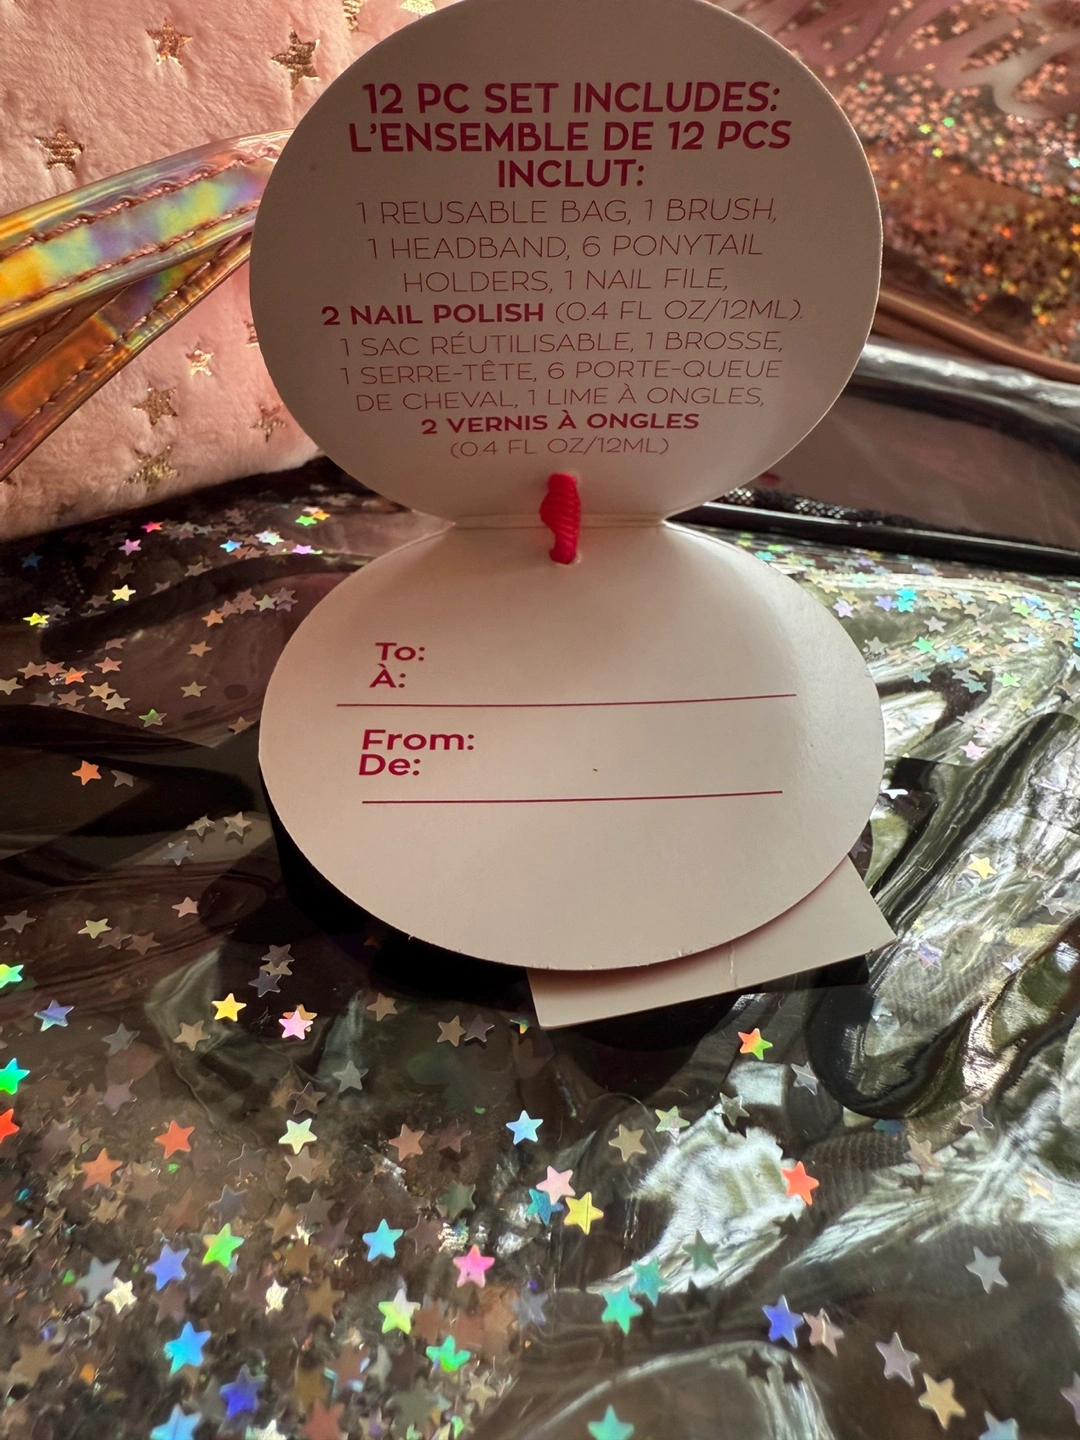 12 PC SET INCLUDES:
L'ENSEMBLE DE 12 PCS
INCLUT:
1 REUSABLE BAG, 1 BRUSH,
1 HEADBAND, 6 PONYTAIL
HOLDERS, 1 NAIL FILE,
2 NAIL POLISH (0.4 FL OZ/12ML).
1 SAC RÉUTILISABLE, 1 BROSSE,
1 SERRE-TÊTE, 6 PORTE-QUEUE
DE CHEVAL, 1 LIME À ONGLES,
2 VERNIS À ONGLES
(0.4 FL OZ/12ML)
To:
À:
From:
De: